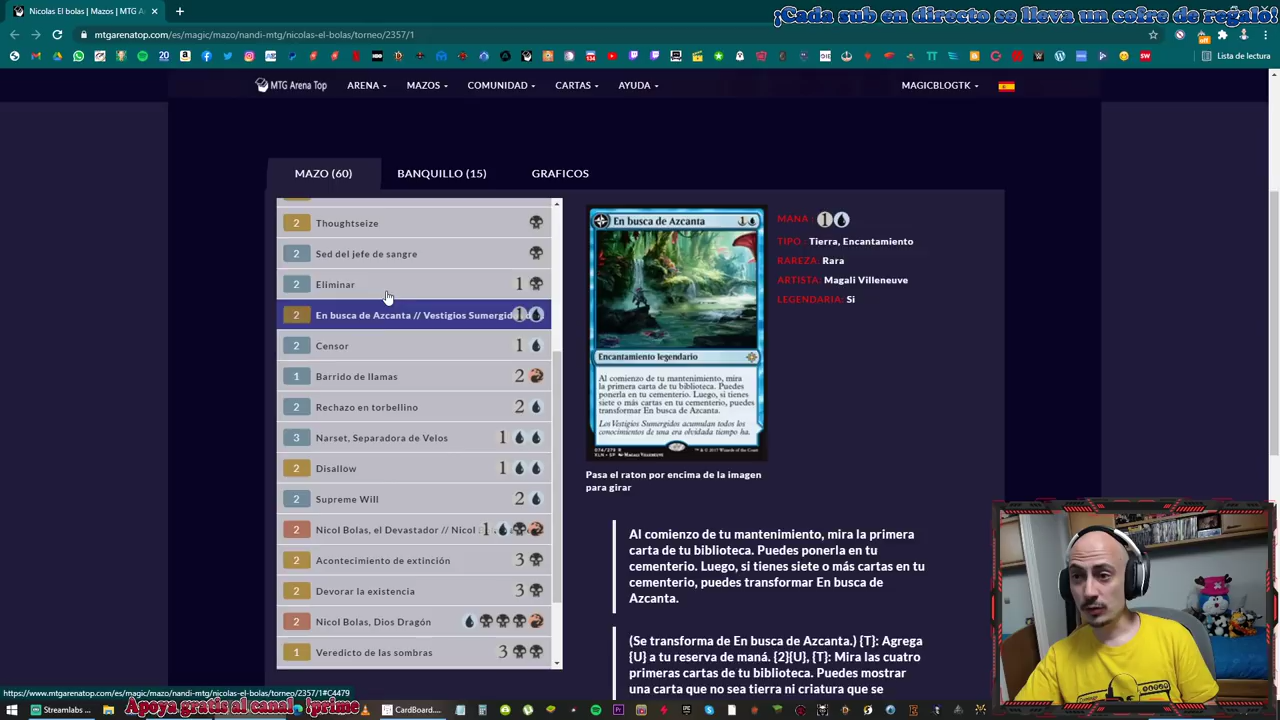 ¡Cada sub en directo se lleva un cofre de regalo!
Nicolas El bolas | Mazos | MTG Ar
mtgarenatop.com/es/magic/mazo/nandi-mtg/nicolas-el-bolas/torneo/2357/1
Lista de lectura
MTG Arena Top
ARENA
MAZOS
COMUNIDAD
CARTAS
AYUDA
MAGICBLOGTK
MAZO (60)
BANQUILLO (15)
GRAFICOS
2 Thoughtseize
2 Sed del jefe de sangre
2 Eliminar 1
2 En busca de Azcanta // Vestigios Sumergid 1
2 Censor 1
1 Barrido de llamas 2
2 Rechazo en torbellino 2
3 Narset, Separadora de Velos 1
2 Disallow 1
2 Supreme Will 2
2 Nicol Bolas, el Devastador // Nicol 1
2 Acontecimiento de extinción 3
2 Devorar la existencia 3
2 Nicol Bolas, Dios Dragón
1 Veredicto de las sombras 3
En busca de Azcanta 1
Encantamiento legendario
Al comienzo de tu mantenimiento, mira
la primera carta de tu biblioteca. Puedes
ponerla en tu cementerio. Luego, si tienes
siete o más cartas en tu cementerio, puedes
transformar En busca de Azcanta.
Los Vestigios Sumergidos acumulan todos los
conocimientos de una era olvidada tiempo ha.
MANA : 1
TIPO : Tierra, Encantamiento
RAREZA: Rara
ARTISTA: Magali Villeneuve
LEGENDARIA: Si
Pasa el raton por encima de la imagen
para girar
Al comienzo de tu mantenimiento, mira la primera
carta de tu biblioteca. Puedes ponerla en tu
cementerio. Luego, si tienes siete o más cartas en tu
cementerio, puedes transformar En busca de
Azcanta.
(Se transforma de En busca de Azcanta.) {T}: Agrega
{U} a tu reserva de maná. {2}{U}, {T}: Mira las cuatro
primeras cartas de tu biblioteca. Puedes mostrar
una carta que no sea tierra ni criatura que se
https://www.mtgarenatop.com/es/magic/mazo/nandi-mtg/nicolas-el-bolas/torneo/2357/1#C4479
Apoya gratis al canal
Streamlabs
CardBoard